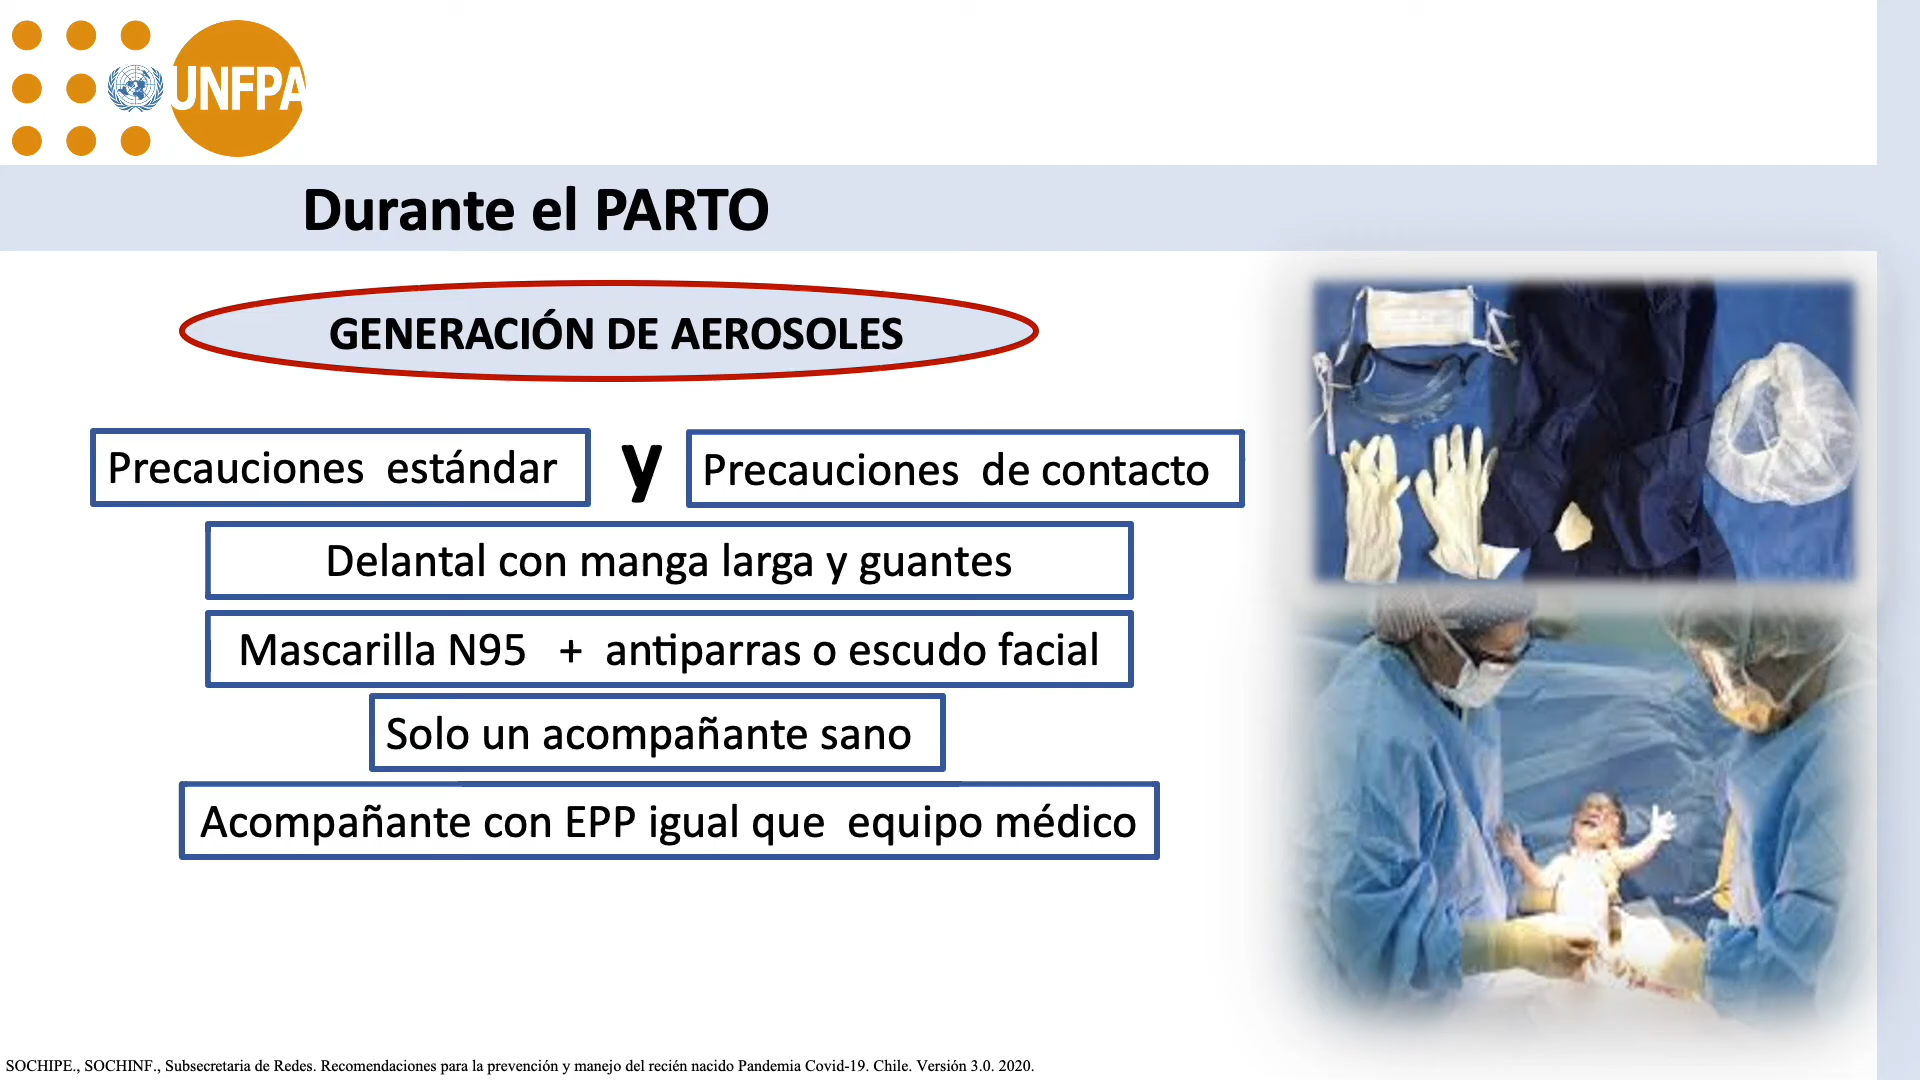 UNFPA
Durante el PARTO
GENERACIÓN DE AEROSOLES
Precauciones estándar y Precauciones de contacto
Delantal con manga larga y guantes
Mascarilla N95 + antiparras o escudo facial
Solo un acompañante sano
Acompañante con EPP igual que equipo médico
SOCHIPE., SOCHINF., Subsecretaria de Redes. Recomendaciones para la prevención y manejo del recién nacido Pandemia Covid-19. Chile. Versión 3.0. 2020.